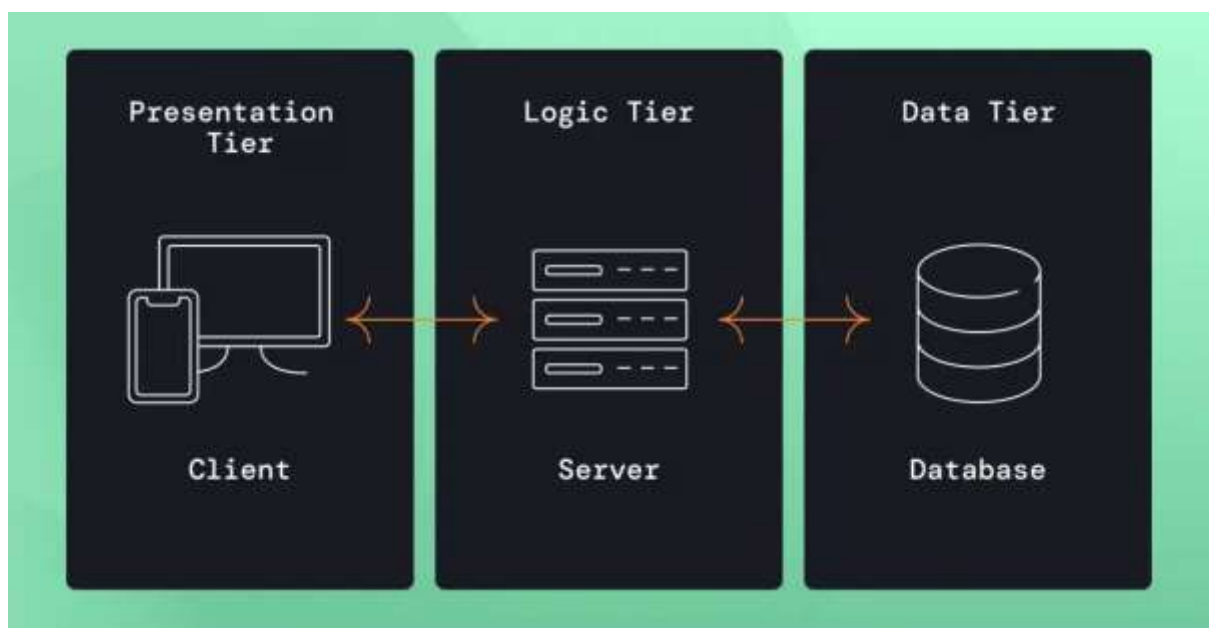 Presentation
Tier
Logic Tier
Data Tier
Client
Server
Database